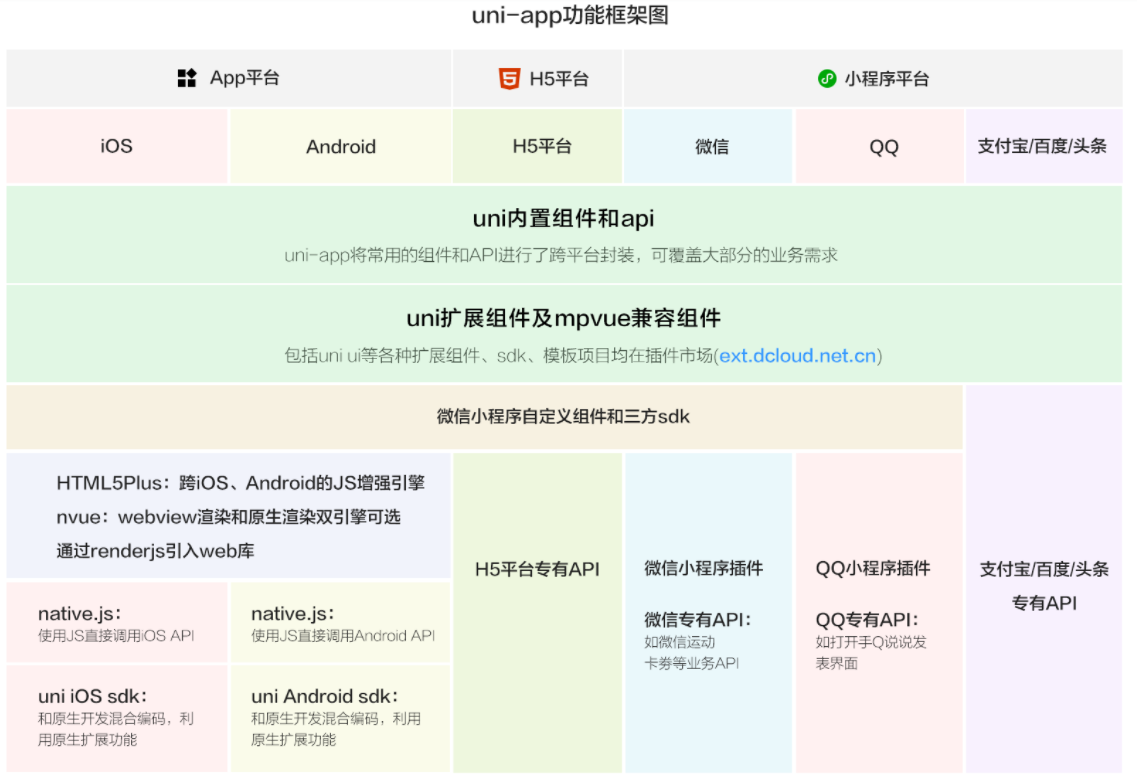 uni-app功能框架图
App平台
H5平台
小程序平台
iOS
Android
H5平台
微信
QQ
支付宝/百度/头条
uni内置组件和api
uni-app将常用的组件和API进行了跨平台封装，可覆盖大部分的业务需求
uni扩展组件及mpvue兼容组件
包括uni ui等各种扩展组件、sdk、模板项目均在插件市场(ext.dcloud.net.cn)
微信小程序自定义组件和三方sdk
HTML5Plus：跨iOS、Android的JS增强引擎
nvue：webview渲染和原生渲染双引擎可选
通过renderjs引入web库
native.js：
使用JS直接调用iOS API
native.js：
使用JS直接调用Android API
uni iOS sdk：
和原生开发混合编码，利
用原生扩展功能
uni Android sdk：
和原生开发混合编码，利用
原生扩展功能
H5平台专有API
微信小程序插件
微信专有API：
如微信运动
卡券等业务API
QQ小程序插件
QQ专有API：
如打开手Q说说发
表界面
支付宝/百度/头条
专有API